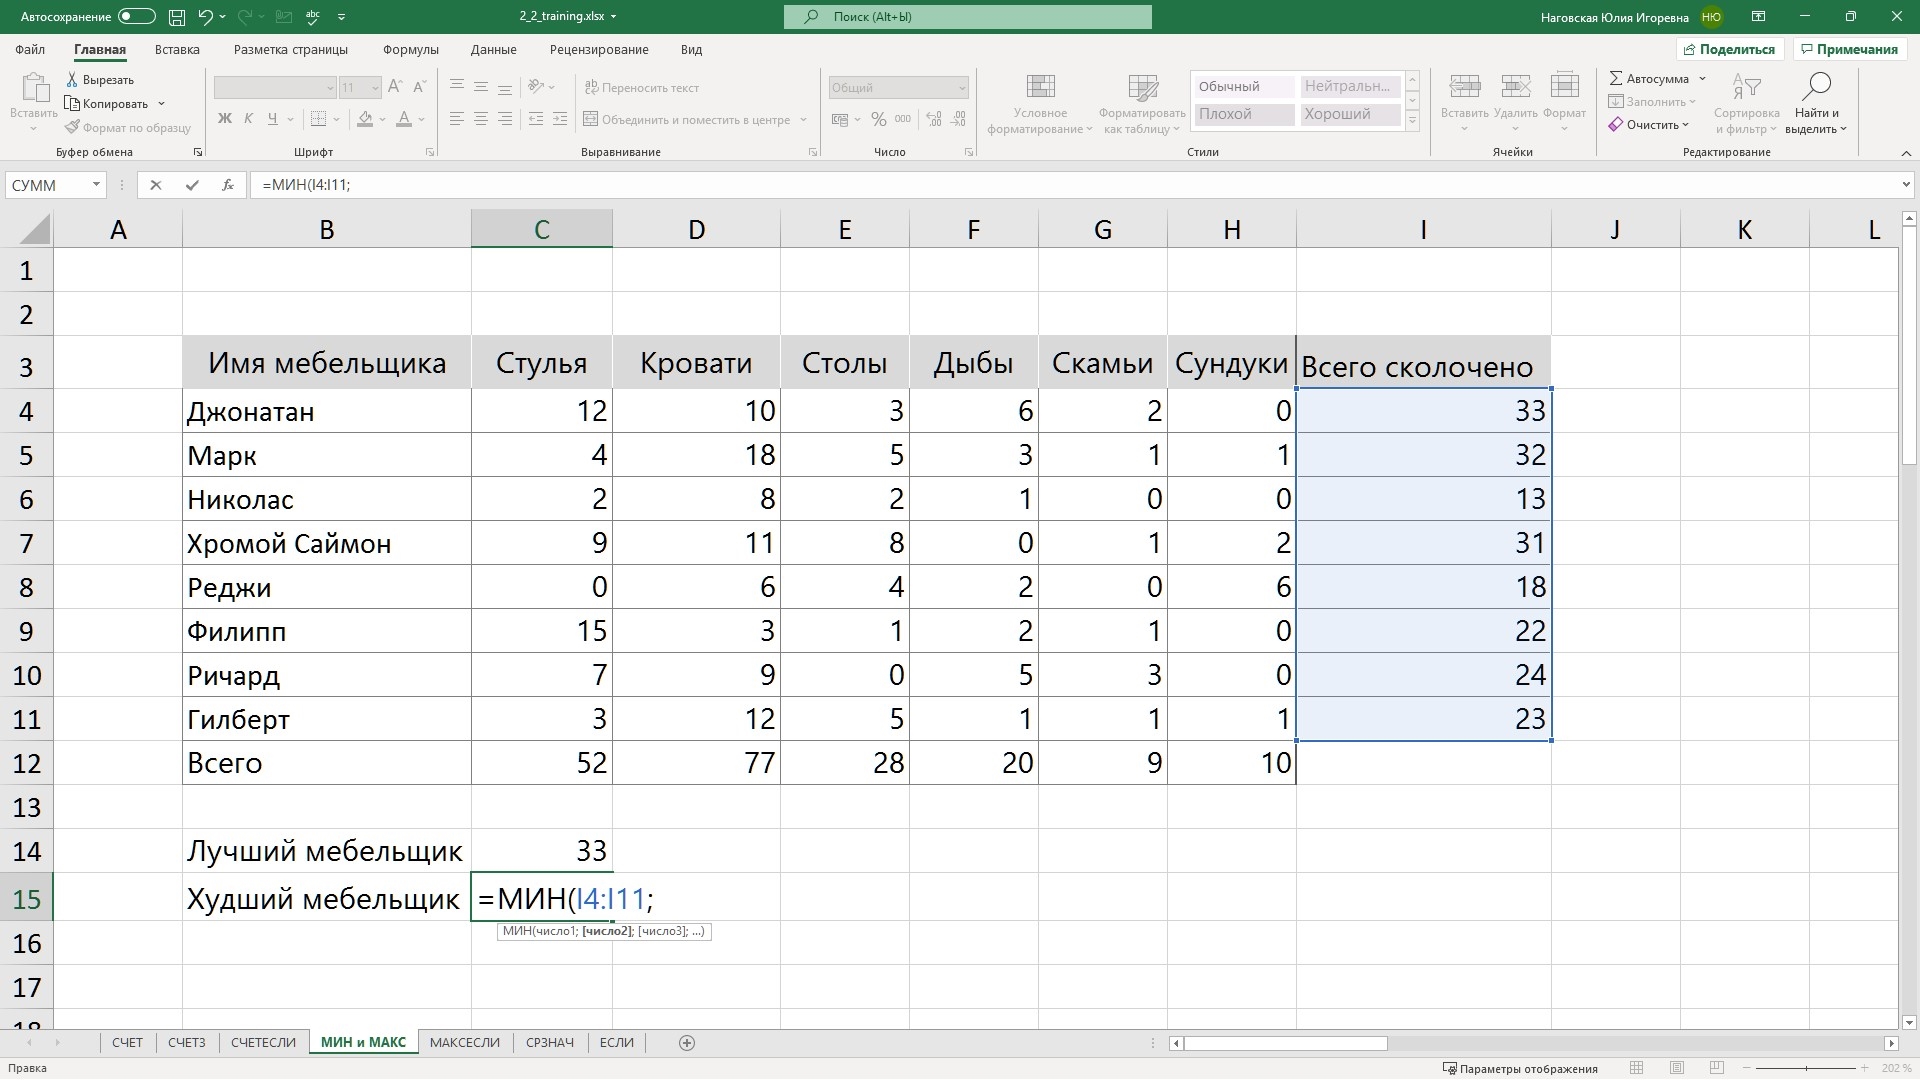 Автосохранение abc 2_2_training.xlsx Поиск (Alt+Ы) Наговская Юлия Игоревна НЮ
Файл Главная Вставка Разметка страницы Формулы Данные Рецензирование Вид Поделиться Примечания
Вставить
Вырезать
Копировать
Формат по образцу
Буфер обмена
11
Ж К Ч
Шрифт
Переносить текст
Объединить и поместить в центре
Выравнивание
Общий
% 000
Число
Условное форматирование
Форматировать как таблицу
Обычный Нейтральн...
Плохой Хороший
Стили
Вставить Удалить Формат
Ячейки
Автосумма
Заполнить
Очистить
Сортировка и фильтр
Найти и выделить
Редактирование
СУММ fx =МИН(I4:I11;
A B C D E F G H I J K L
1
2
3 Имя мебельщика Стулья Кровати Столы Дыбы Скамьи Сундуки Всего сколочено
4 Джонатан 12 10 3 6 2 0 33
5 Марк 4 18 5 3 1 1 32
6 Николас 2 8 2 1 0 0 13
7 Хромой Саймон 9 11 8 0 1 2 31
8 Реджи 0 6 4 2 0 6 18
9 Филипп 15 3 1 2 1 0 22
10 Ричард 7 9 0 5 3 0 24
11 Гилберт 3 12 5 1 1 1 23
12 Всего 52 77 28 20 9 10
13
14 Лучший мебельщик 33
15 Худший мебельщик =МИН(I4:I11;
МИН(число1; [число2]; [число3]; ...)
16
17
18
СЧЕТ СЧЕТЗ СЧЕТЕСЛИ МИН и МАКС МАКСЕСЛИ СРЗНАЧ ЕСЛИ
Правка Параметры отображения 202 %